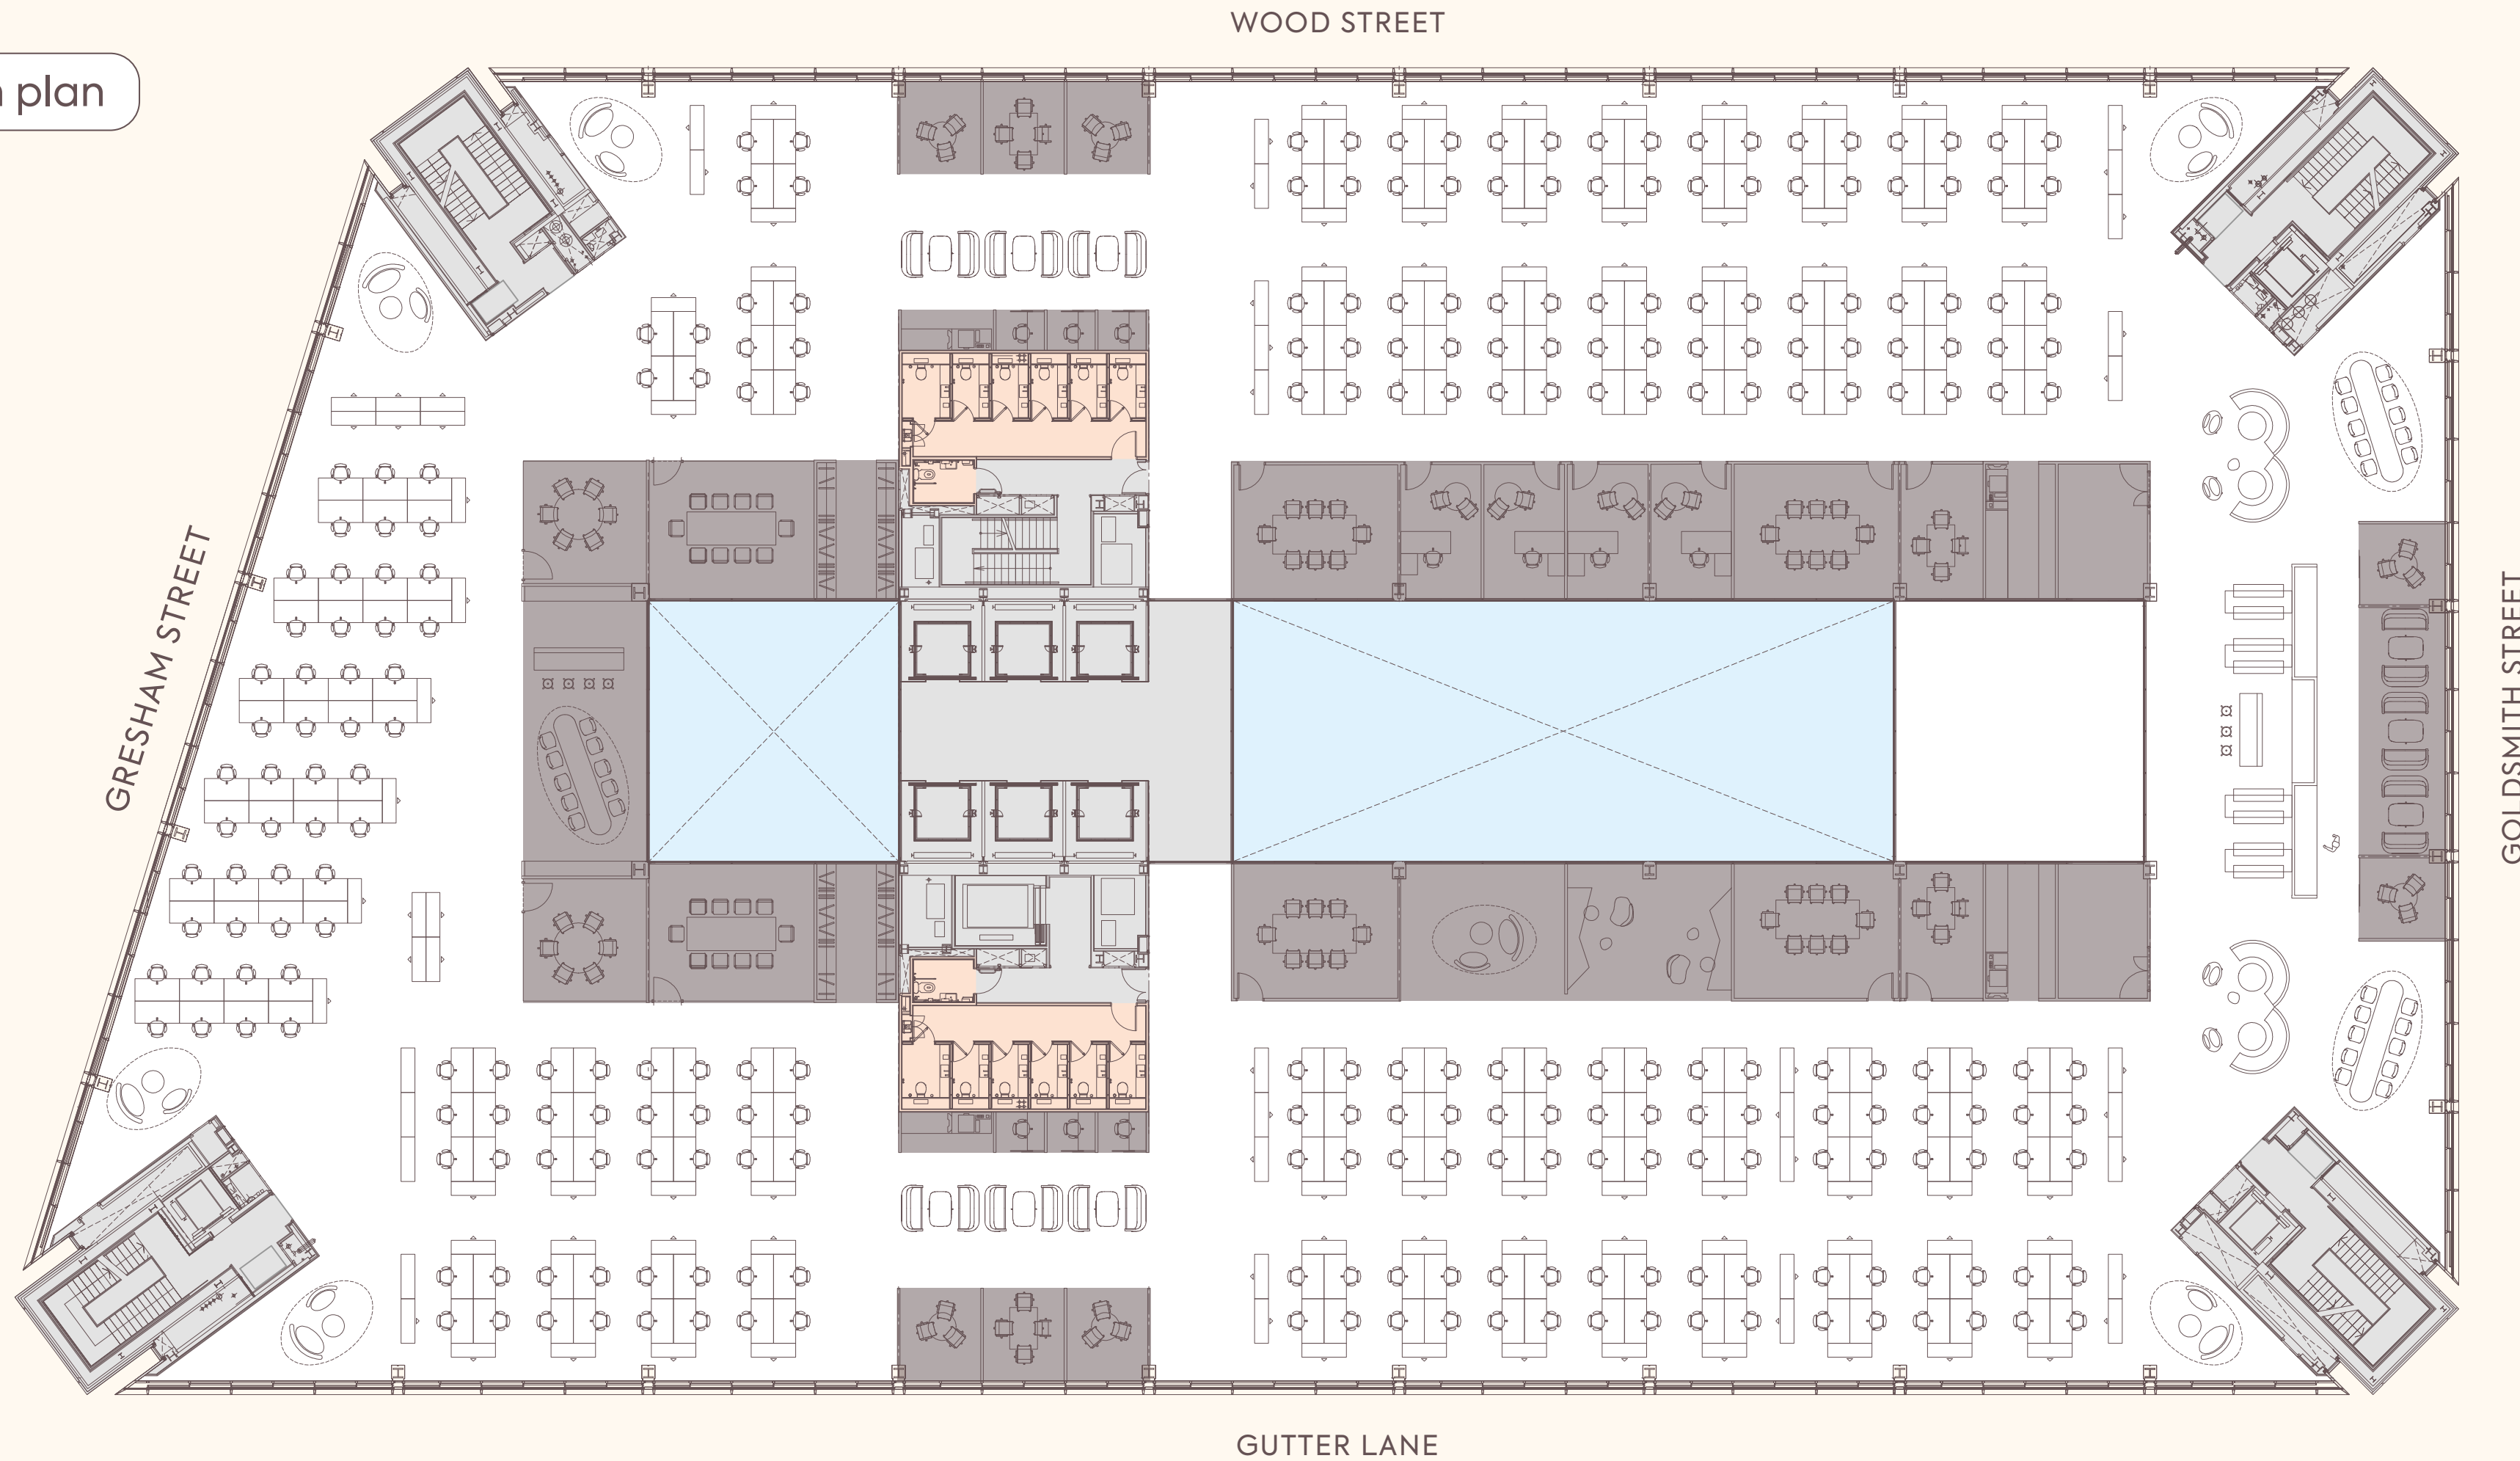 WOOD STREET
plan
GRESHAM STREET
GOLDSMITH STREET
GUTTER LANE